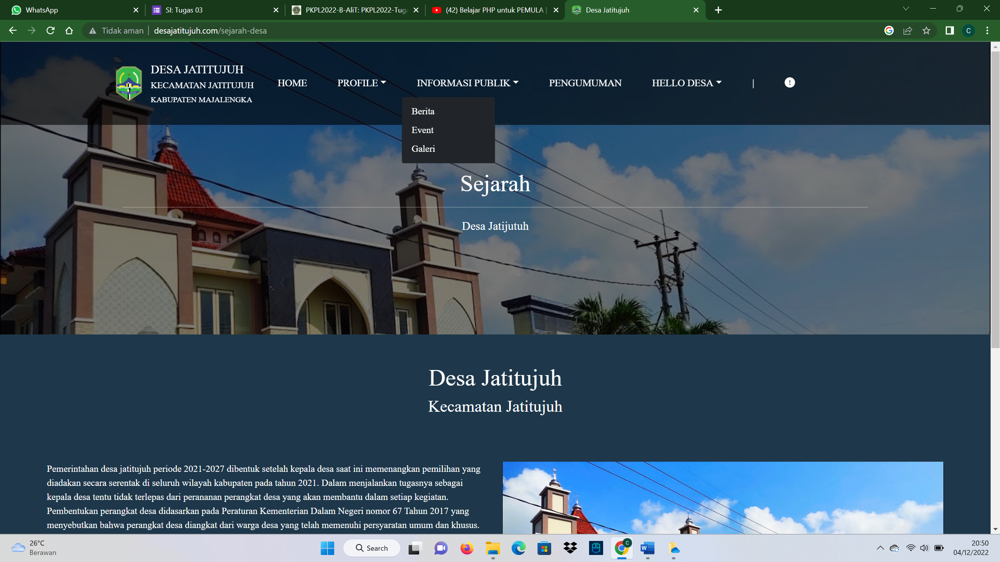 WhatsApp
SI: Tugas 03
PKPL2022-B-AliT: PKPL2022-Tuga
(42) Belajar PHP untuk PEMULA |
Desa Jatitujuh
Tidak aman
desajatitujuh.com/sejarah-desa
C
DESA JATITUJUH
KECAMATAN JATITUJUH
KABUPATEN MAJALENGKA
HOME
PROFILE
INFORMASI PUBLIK
PENGUMUMAN
HELLO DESA
|
Berita
Event
Galeri
Sejarah
Desa Jatijutuh
Desa Jatitujuh
Kecamatan Jatitujuh
Pemerintahan desa jatitujuh periode 2021-2027 dibentuk setelah kepala desa saat ini memenangkan pemilihan yang
diadakan secara serentak di seluruh wilayah kabupaten pada tahun 2021. Dalam menjalankan tugasnya sebagai
kepala desa tentu tidak terlepas dari perananan perangkat desa yang akan membantu dalam setiap kegiatan.
Pembentukan perangkat desa didasarkan pada Peraturan Kementerian Dalam Negeri nomor 67 Tahun 2017 yang
menyebutkan bahwa perangkat desa diangkat dari warga desa yang telah memenuhi persyaratan umum dan khusus.
26°C
Berawan
Search
C
W
20:50
04/12/2022